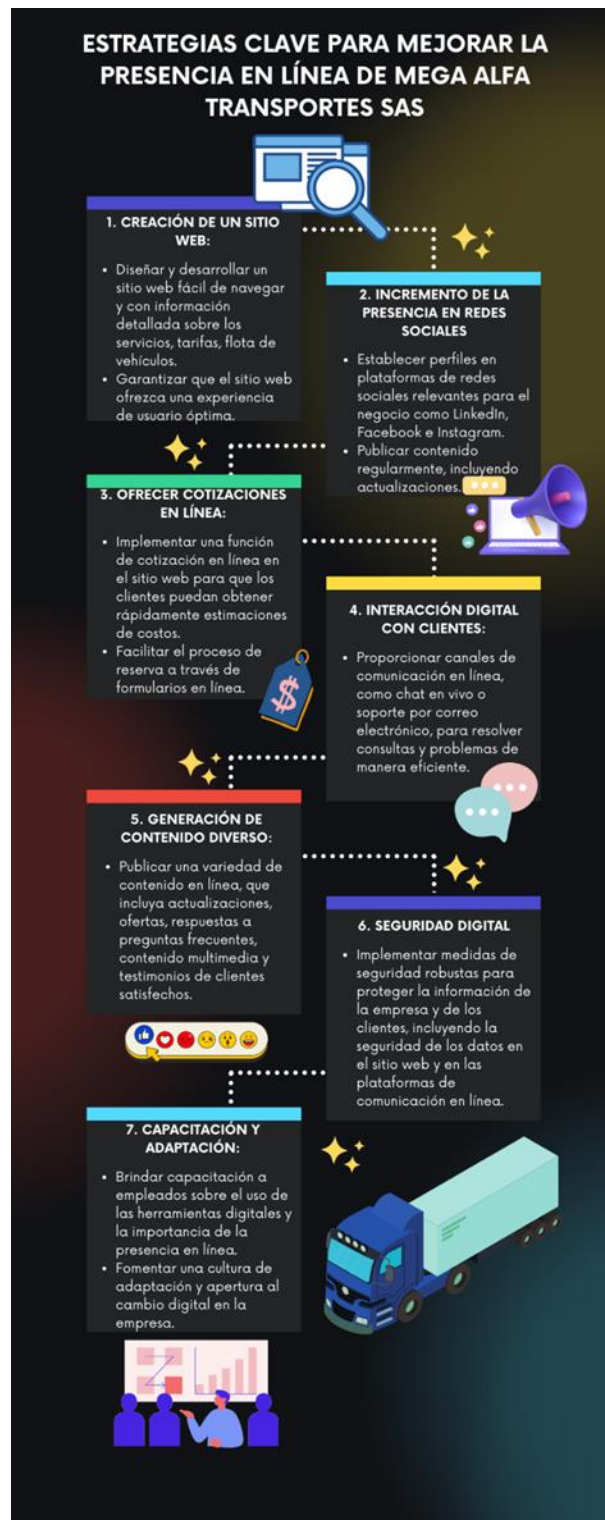 ESTRATEGIAS CLAVE PARA MEJORAR LA
PRESENCIA EN LÍNEA DE MEGA ALFA
TRANSPORTES SAS
1. CREACIÓN DE UN SITIO
WEB:
• Diseñar y desarrollar un
sitio web fácil de navegar
y con información
detallada sobre los
servicios, tarifas, flota de
vehículos.
• Garantizar que el sitio web
ofrezca una experiencia
de usuario óptima.
2. INCREMENTO DE LA
PRESENCIA EN REDES
SOCIALES
• Establecer perfiles en
plataformas de redes
sociales relevantes para el
negocio como LinkedIn,
Facebook e Instagram.
• Publicar contenido
regularmente, incluyendo
actualizaciones.
3. OFRECER COTIZACIONES
EN LÍNEA:
• Implementar una función
de cotización en línea en
el sitio web para que los
clientes puedan obtener
rápidamente estimaciones
de costos.
• Facilitar el proceso de
reserva a través de
formularios en línea.
$
4. INTERACCIÓN DIGITAL
CON CLIENTES:
• Proporcionar canales de
comunicación en línea,
como chat en vivo o
soporte por correo
electrónico, para resolver
consultas y problemas de
manera eficiente.
5. GENERACIÓN DE
CONTENIDO DIVERSO:
• Publicar una variedad de
contenido en línea, que
incluya actualizaciones,
ofertas, respuestas a
preguntas frecuentes,
contenido multimedia y
testimonios de clientes
satisfechos.
6. SEGURIDAD DIGITAL
• Implementar medidas de
seguridad robustas para
proteger la información de
la empresa y de los
clientes, incluyendo la
seguridad de los datos en
el sitio web y en las
plataformas de
comunicación en línea.
7. CAPACITACIÓN Y
ADAPTACIÓN:
• Brindar capacitación a
empleados sobre el uso de
las herramientas digitales y
la importancia de la
presencia en línea.
• Fomentar una cultura de
adaptación y apertura al
cambio digital en la
empresa.